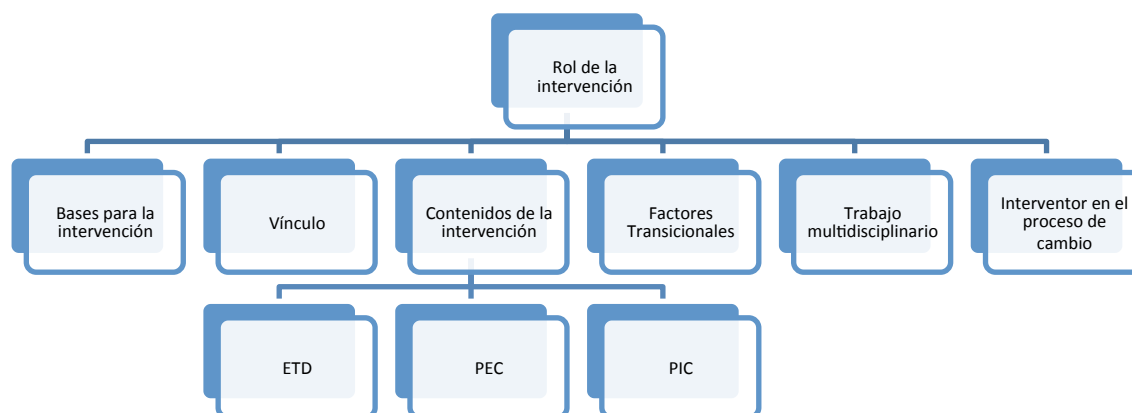 Rol de la
intervención
Bases para la
intervención
Vínculo
Contenidos de la
intervención
Factores
Transicionales
Trabajo
multidisciplinario
Interventor en el
proceso de
cambio
ETD
PEC
PIC